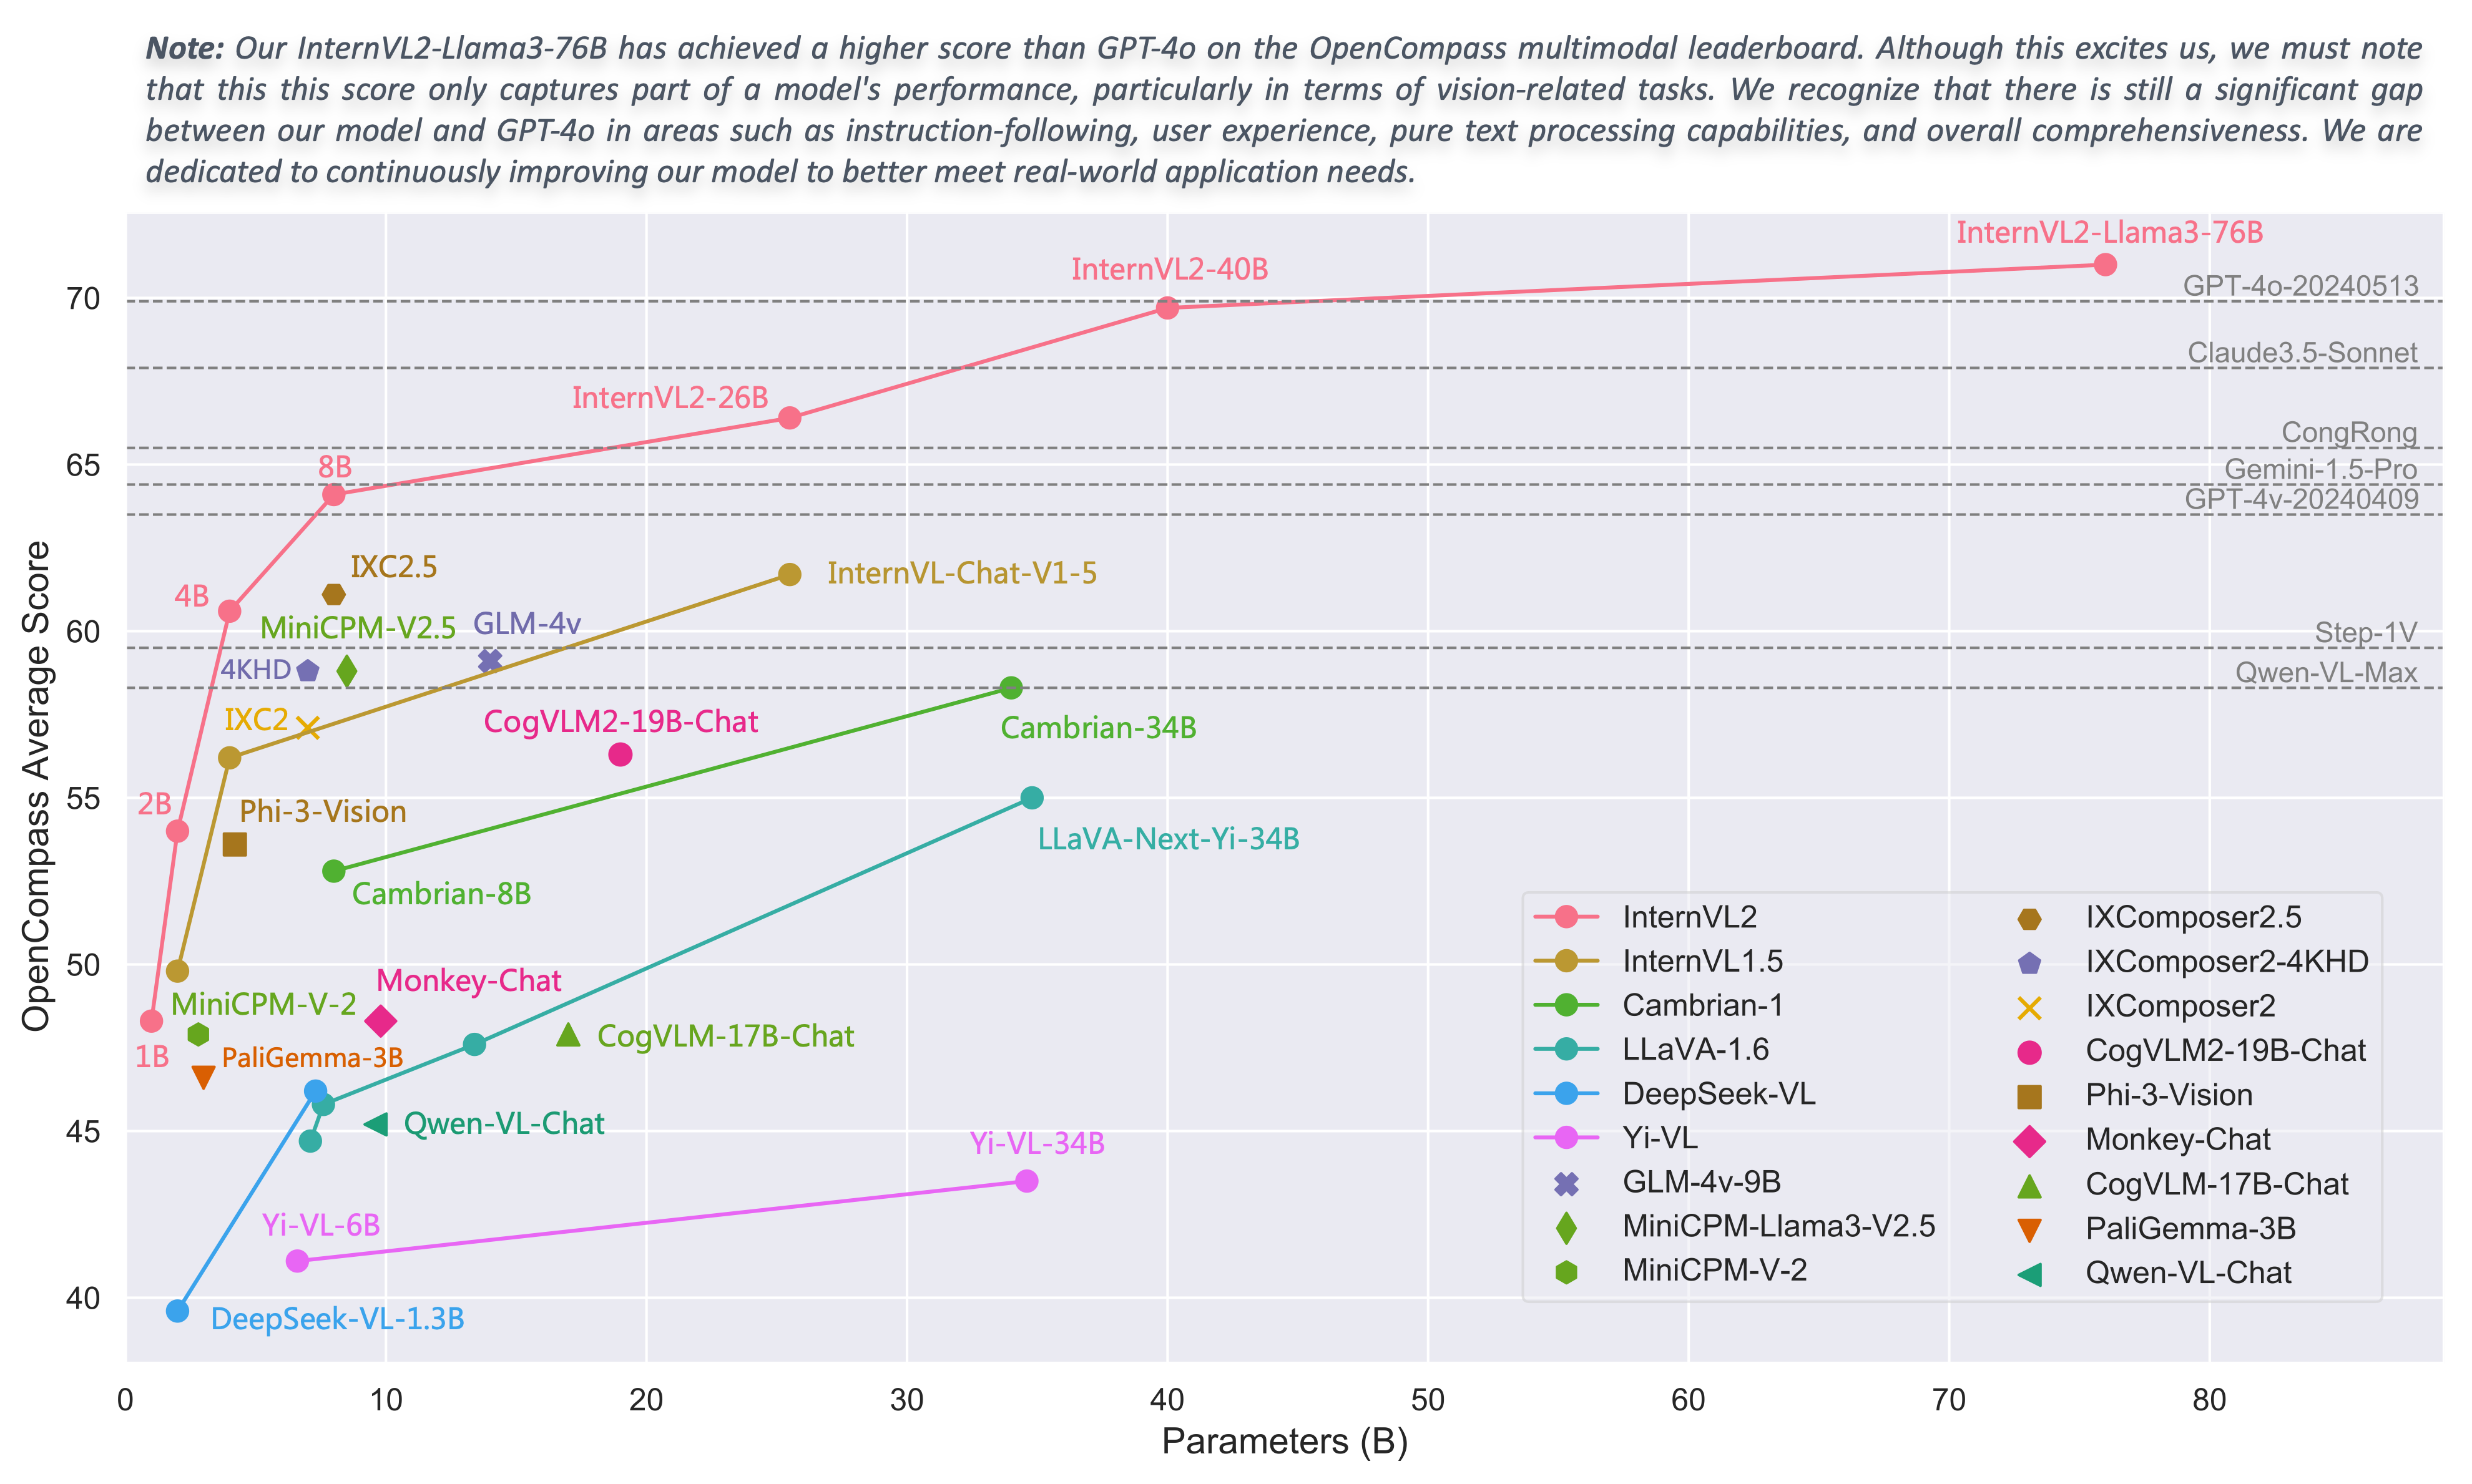 Note: Our InternVL2-Llama3-76B has achieved a higher score than GPT-4o on the OpenCompass multimodal leaderboard. Although this excites us, we must note
that this this score only captures part of a model's performance, particularly in terms of vision-related tasks. We recognize that there is still a significant gap
between our model and GPT-4o in areas such as instruction-following, user experience, pure text processing capabilities, and overall comprehensiveness. We are
dedicated to continuously improving our model to better meet real-world application needs.
InternVL2-Llama3-76B
InternVL2-40B
GPT-4o-20240513
70
Claude3.5-Sonnet
InternVL2-26B
CongRong
65
8B
Gemini-1.5-Pro
GPT-4v-20240409
IXC2.5
InternVL-Chat-V1-5
4B
MiniCPM-V2.5
GLM-4v
60
Step-1V
4KHD
Qwen-VL-Max
IXC2
CogVLM2-19B-Chat
Cambrian-34B
55
2B
Phi-3-Vision
LLaVA-Next-Yi-34B
Cambrian-8B
50
Monkey-Chat
MiniCPM-V-2
CogVLM-17B-Chat
1B
PaliGemma-3B
45
Qwen-VL-Chat
Yi-VL-34B
Yi-VL-6B
40
DeepSeek-VL-1.3B
OpenCompass Average Score
InternVL2
InternVL1.5
Cambrian-1
LLaVA-1.6
DeepSeek-VL
Yi-VL
GLM-4v-9B
MiniCPM-Llama3-V2.5
MiniCPM-V-2
IXComposer2.5
IXComposer2-4KHD
IXComposer2
CogVLM2-19B-Chat
Phi-3-Vision
Monkey-Chat
CogVLM-17B-Chat
PaliGemma-3B
Qwen-VL-Chat
0 10 20 30 40 50 60 70 80
Parameters (B)